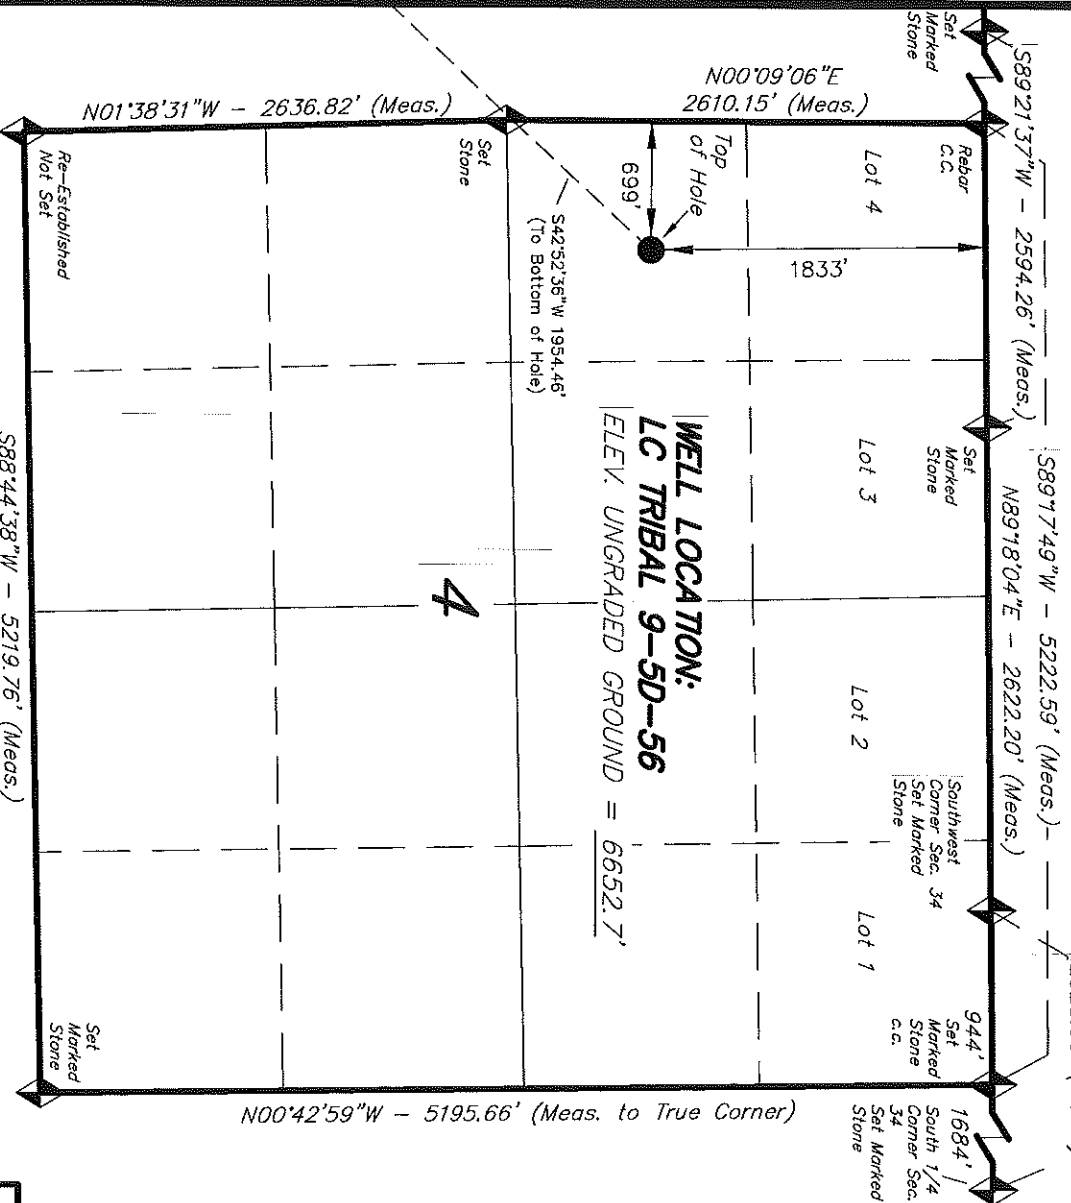 S89°21'37"W - 2594.26' (Meas.)
S89°17'49"W - 5222.59' (Meas.)
N89°18'04"E - 2622.20' (Meas.)
Set
Marked
Stone
Rebar
C.C.
Set
Marked
Stone
Southwest
Corner Sec. 34
Set Marked
Stone
944'
Set
Marked
Stone
c.c.
1684'
South 1/4
Corner Sec.
34
Set Marked
Stone
N00°09'06"E
2610.15' (Meas.)
Lot 4
Lot 3
Lot 2
Lot 1
1833'
Top
of Hole
699'
WELL LOCATION:
LC TRIBAL 9-5D-56
ELEV. UNGRADED GROUND = 6652.7'
Set
Stone
S42°52'36"W 1954.46'
(To Bottom of Hole)
4
N01°38'31"W - 2636.82' (Meas.)
Re-Established
Not Set
Set
Marked
Stone
N00°42'59"W - 5195.66' (Meas. to True Corner)
S88°44'38"W - 5219.76' (Meas.)